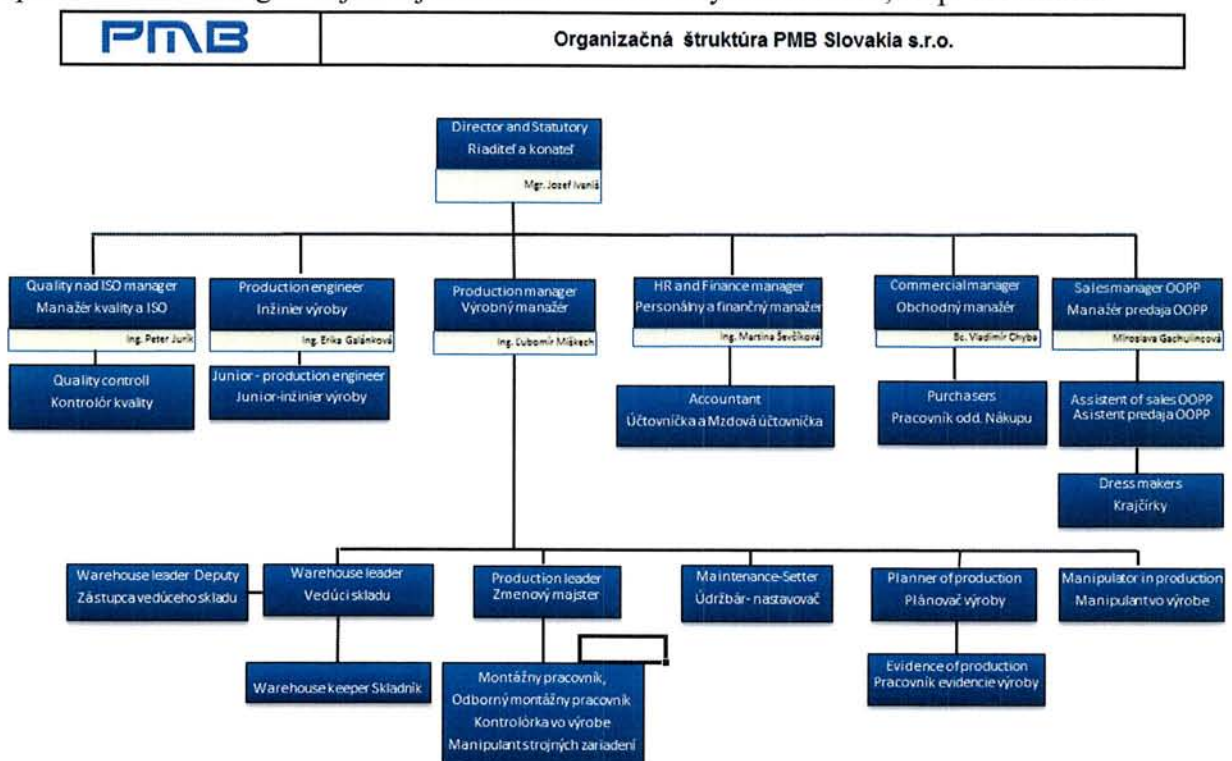 PMB
Organizačná štruktúra PMB Slovakia s.r.o.
Director and Statutory
Riaditeľ a konateľ
Mgr. Jozef Ivaniš
Quality nad ISO manager
Manažér kvality a ISO
Ing. Peter Jurík
Production engineer
Inžinier výroby
Ing. Erika Galánková
Production manager
Výrobný manažér
Ing. Ľubomír Miškech
HR and Finance manager
Personálny a finančný manažer
Ing. Martina Ševčíková
Commercial manager
Obchodný manažér
Bc. Vladimír Chyba
Sales manager OOPP
Manažér predaja OOPP
Miroslava Gachulincová
Quality controll
Kontrolór kvality
Junior - production engineer
Junior-inžinier výroby
Accountant
Účtovníčka a Mzdová účtovníčka
Purchasers
Pracovník odd. Nákupu
Assistent of sales OOPP
Asistent predaja OOPP
Dress makers
Krajčírky
Warehouse leader Deputy
Zástupca vedúceho skladu
Warehouse leader
Vedúci skladu
Production leader
Zmenový majster
Maintenance-Setter
Údržbár- nastavovač
Planner of production
Plánovač výroby
Manipulator in production
Manipulant vo výrobe
Warehouse keeper Skladník
Montážny pracovník,
Odborný montážny pracovník
Kontrolórka vo výrobe
Manipulant strojných zariadení
Evidence of production
Pracovník evidencie výroby